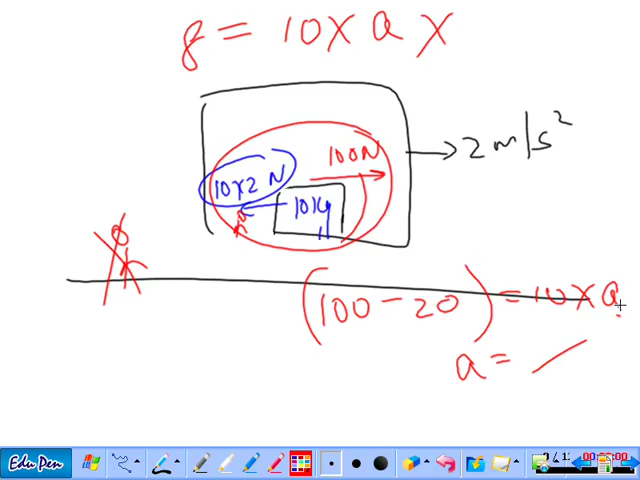 f = 10 x a x
2 m/s²
100N
10x2 N
10kg
(100 - 20) = 10 x a
a =
Edu Pen